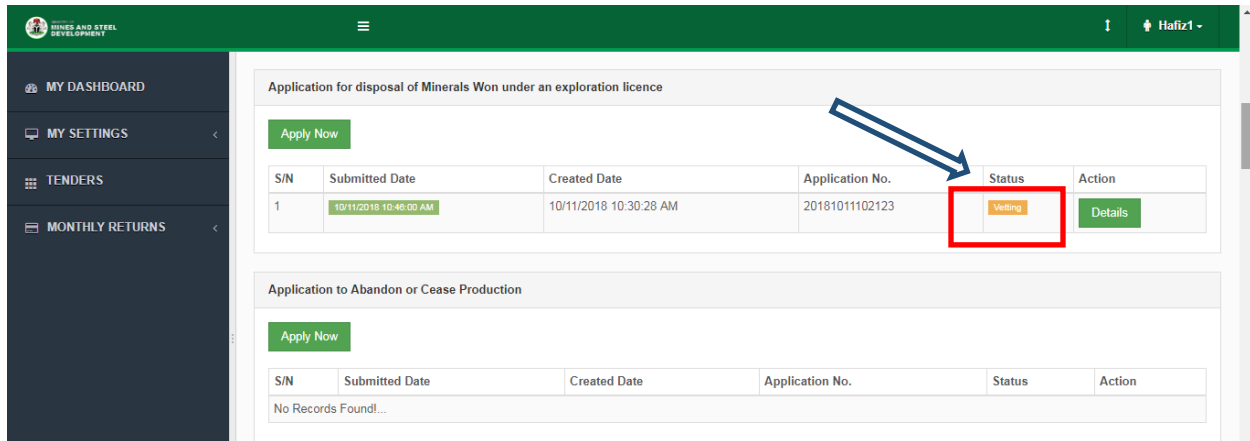 MINISTRY OF
MINES AND STEEL
DEVELOPMENT
Hafiz1
MY DASHBOARD
MY SETTINGS
TENDERS
MONTHLY RETURNS
Application for disposal of Minerals Won under an exploration licence
Apply Now
S/N Submitted Date Created Date Application No. Status Action
1 10/11/2018 10:46:00 AM 10/11/2018 10:30:28 AM 20181011102123 Vetting Details
Application to Abandon or Cease Production
Apply Now
S/N Submitted Date Created Date Application No. Status Action
No Records Found!...